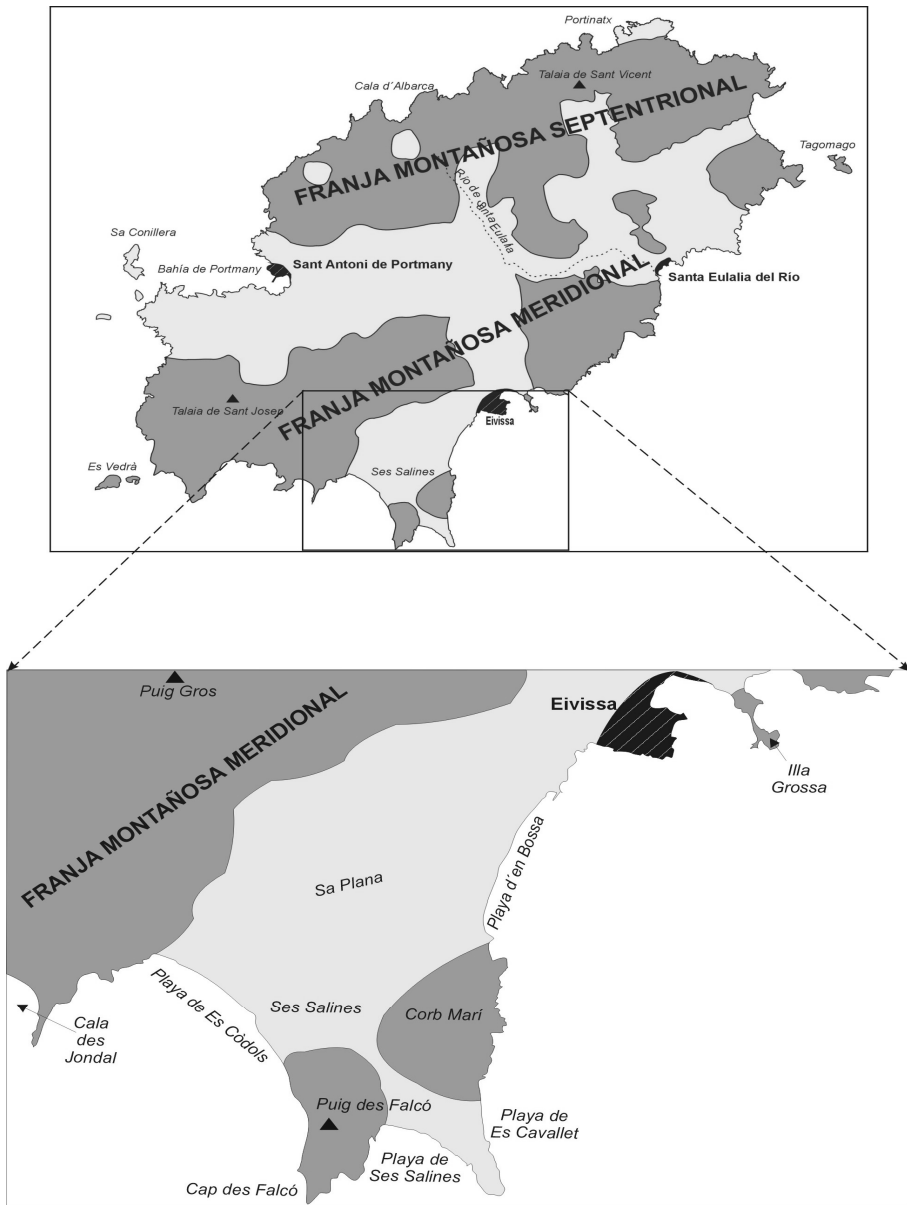 Portinatx
Talaia de Sant Vicent
Cala d´Albarca
FRANJA MONTAÑOSA SEPTENTRIONAL
Tagomago
Río de Santa Eulalia
Sa Conillera
Bahía de Portmany
Sant Antoni de Portmany
Santa Eulalia del Río
FRANJA MONTAÑOSA MERIDIONAL
Talaia de Sant Josep
Eivissa
Es Vedrà
Ses Salines
Puig Gros
Eivissa
FRANJA MONTAÑOSA MERIDIONAL
Illa
Grossa
Playa d´en Bossa
Sa Plana
Playa de Es Còdols
Ses Salines
Corb Marí
Cala
des
Jondal
Puig des Falcó
Playa de
Es Cavallet
Playa de
Ses Salines
Cap des Falcó